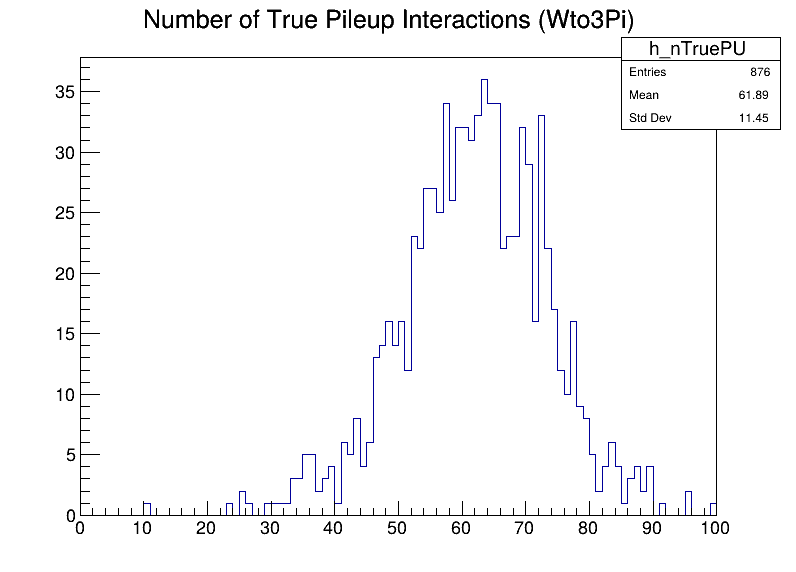 Number of True Pileup Interactions (Wto3Pi)
h_nTruePU
Entries 876
Mean 61.89
Std Dev 11.45
35
30
25
20
15
10
5
0
0 10 20 30 40 50 60 70 80 90 100